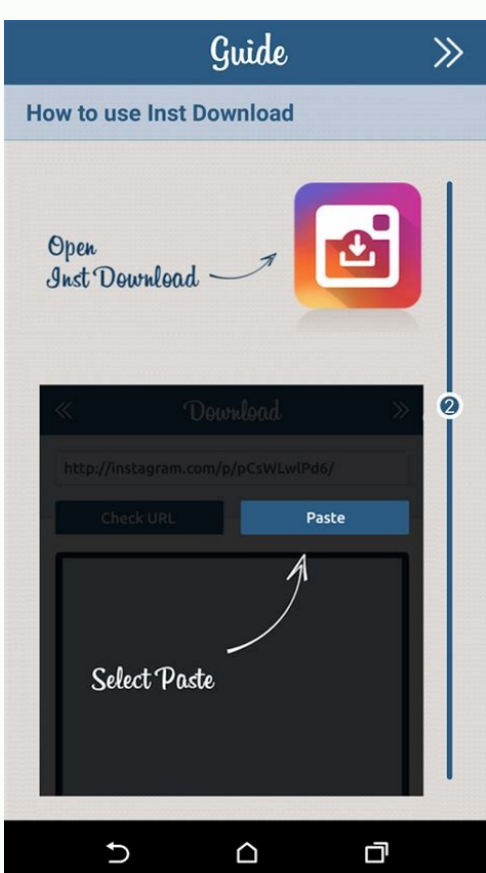 Guide
How to use Inst Download
Open
Inst Download
Download
http://instagram.com/p/pCsWLwlPd6/
Check URL
Paste
Select Paste
2